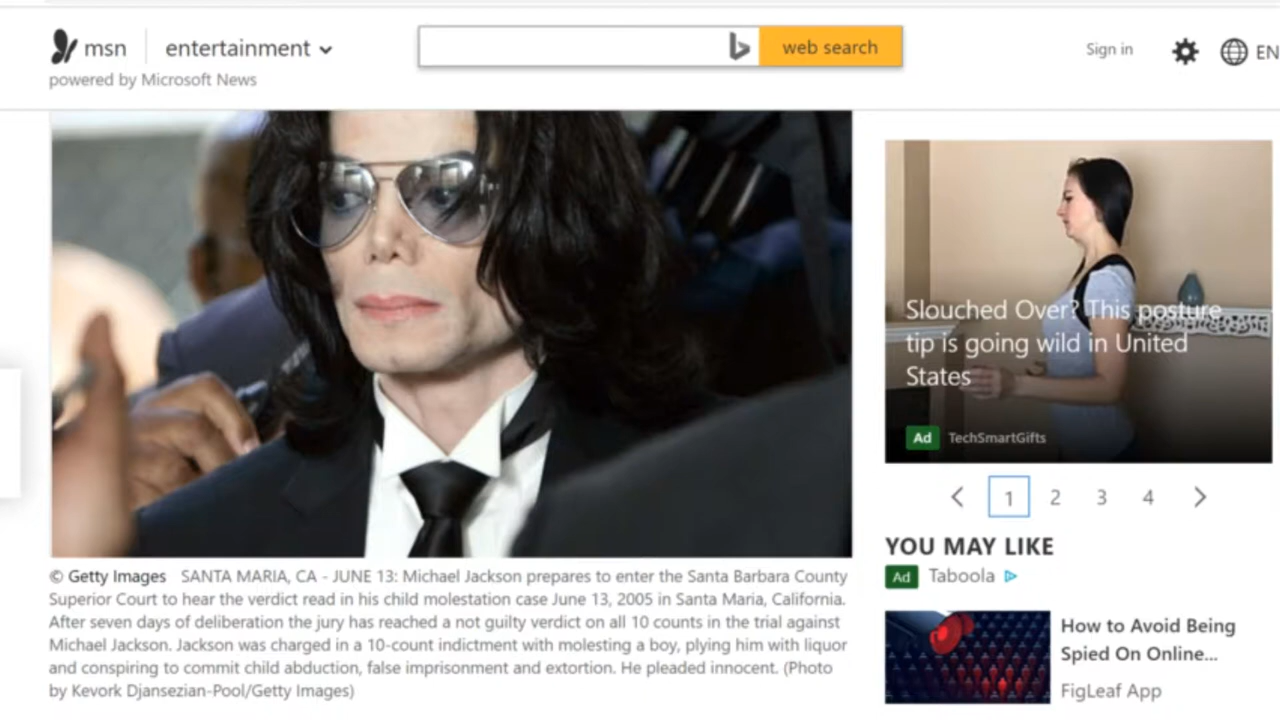 msn
entertainment
web search
Sign in
EN
powered by Microsoft News
© Getty Images SANTA MARIA, CA - JUNE 13: Michael Jackson prepares to enter the Santa Barbara County
Superior Court to hear the verdict read in his child molestation case June 13, 2005 in Santa Maria, California.
After seven days of deliberation the jury has reached a not guilty verdict on all 10 counts in the trial against
Michael Jackson. Jackson was charged in a 10-count indictment with molesting a boy, plying him with liquor
and conspiring to commit child abduction, false imprisonment and extortion. He pleaded innocent. (Photo
by Kevork Djansezian-Pool/Getty Images)
Slouched Over? This posture
tip is going wild in United
States
Ad TechSmartGifts
1 2 3 4
YOU MAY LIKE
Ad Taboola
How to Avoid Being
Spied On Online...
FigLeaf App